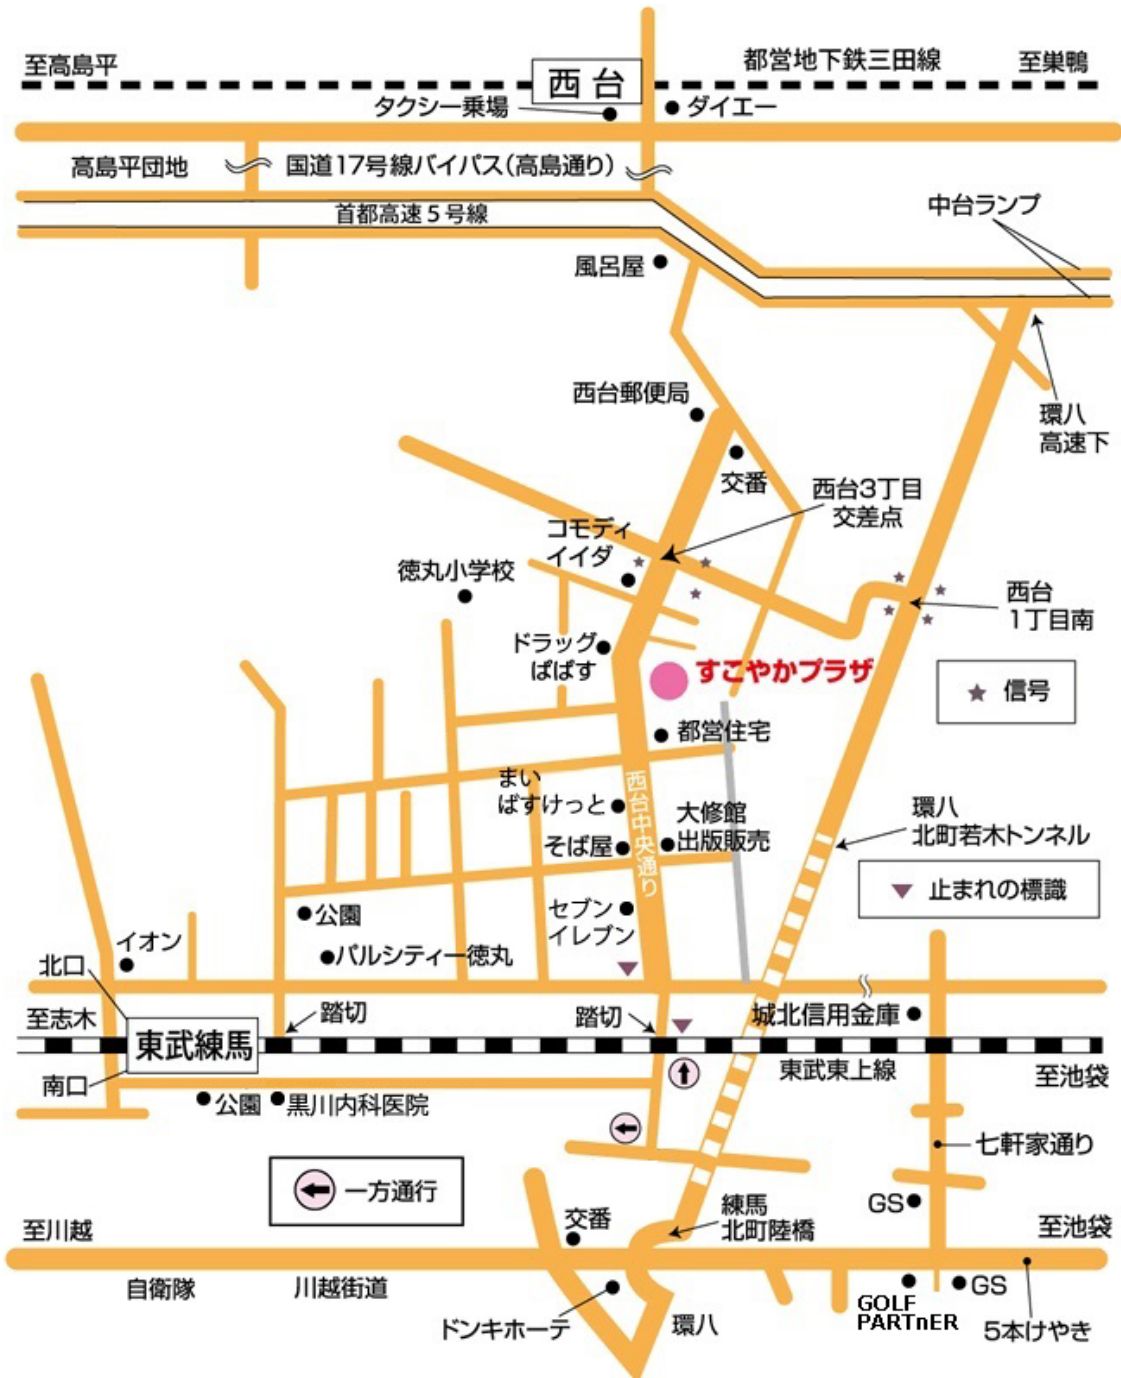 至高島平
西台
都営地下鉄三田線
至巣鴨
タクシー乗場
ダイエー
高島平団地
国道17号線バイパス(高島通り)
首都高速5号線
中台ランプ
風呂屋
西台郵便局
環八
高速下
交番
西台3丁目
交差点
コモディ
イイダ
徳丸小学校
西台
1丁目南
ドラッグ
ぱぱす
すこやかプラザ
信号
都営住宅
まい
ばすけっと
西台中央通り
大修館
出版販売
環八
北町若木トンネル
そば屋
止まれの標識
公園
セブン
イレブン
イオン
パルシティー徳丸
北口
至志木
踏切
踏切
城北信用金庫
東武練馬
東武東上線
至池袋
南口
公園
黒川内科医院
七軒家通り
一方通行
GS
至川越
交番
練馬
北町陸橋
至池袋
自衛隊
川越街道
GS
GOLF
PARTnER
ドンキホーテ
環八
5本けやき